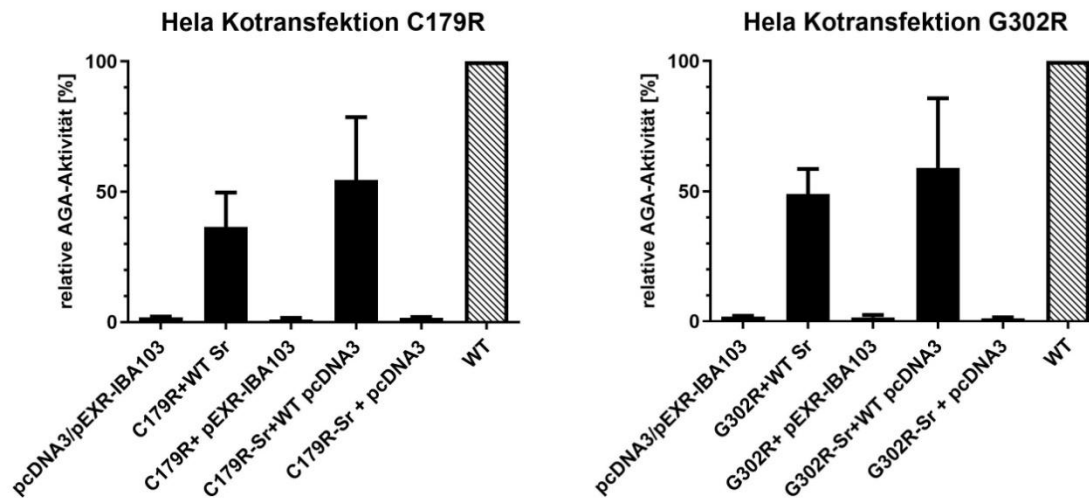 Hela Kotransfektion C179R
relative AGA-Aktivität [%]
100
50
0
pcDNA3/pEXR-IBA103
C179R+WT Sr
C179R+ pEXR-IBA103
C179R-Sr+WT pcDNA3
C179R-Sr + pcDNA3
WT
Hela Kotransfektion G302R
relative AGA-Aktivität [%]
100
50
0
pcDNA3/pEXR-IBA103
G302R+WT Sr
G302R+ pEXR-IBA103
G302R-Sr+WT pcDNA3
G302R-Sr + pcDNA3
WT